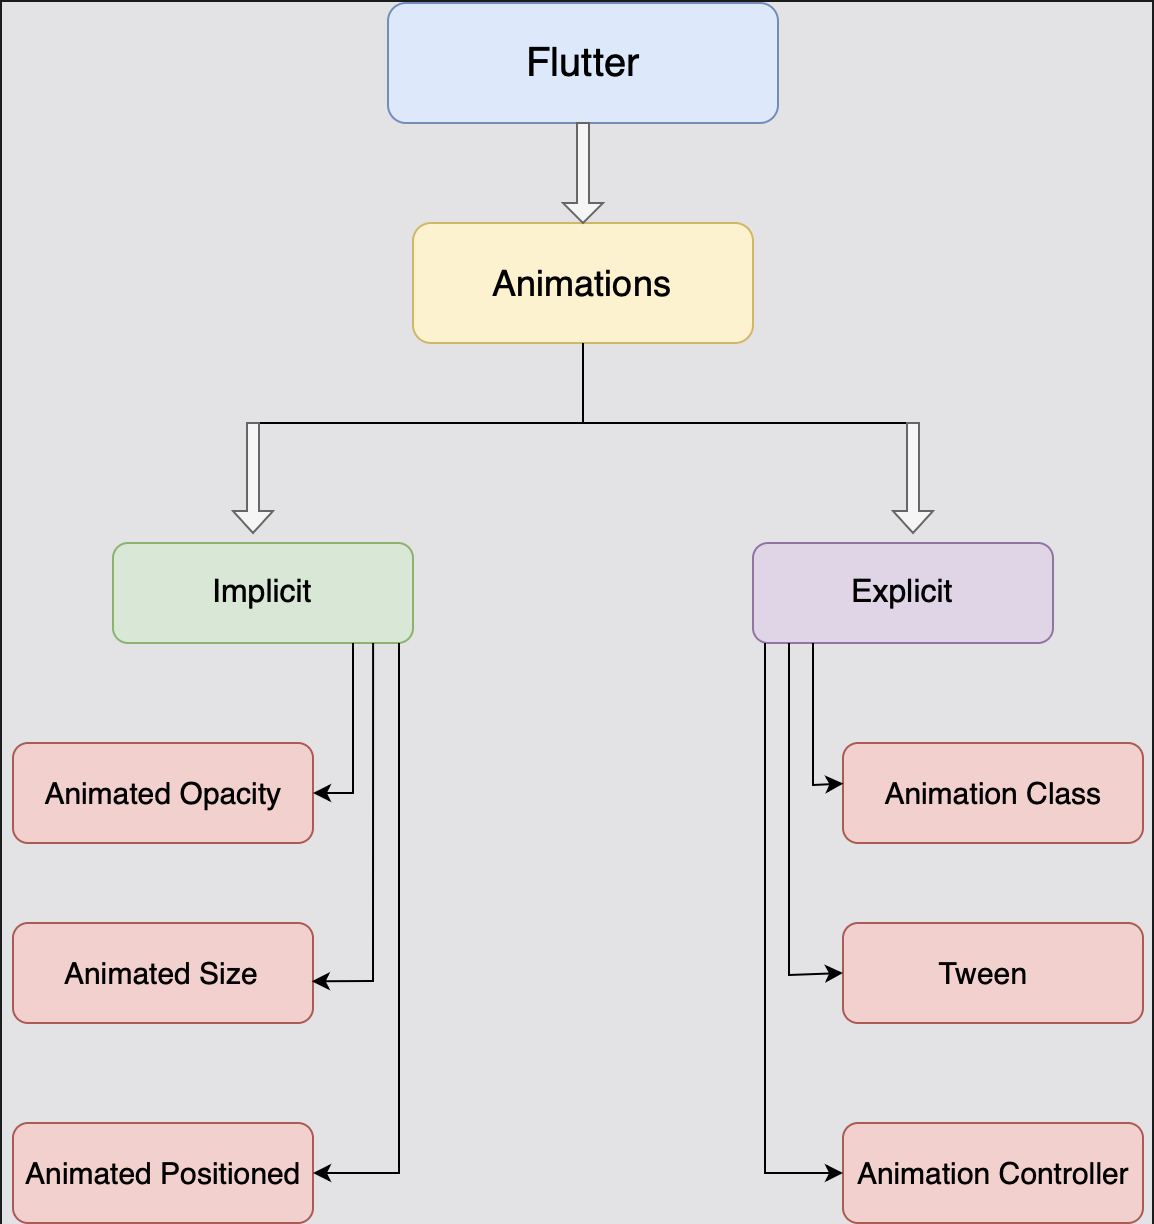 Flutter
Animations
Implicit
Explicit
Animated Opacity
Animation Class
Animated Size
Tween
Animated Positioned
Animation Controller